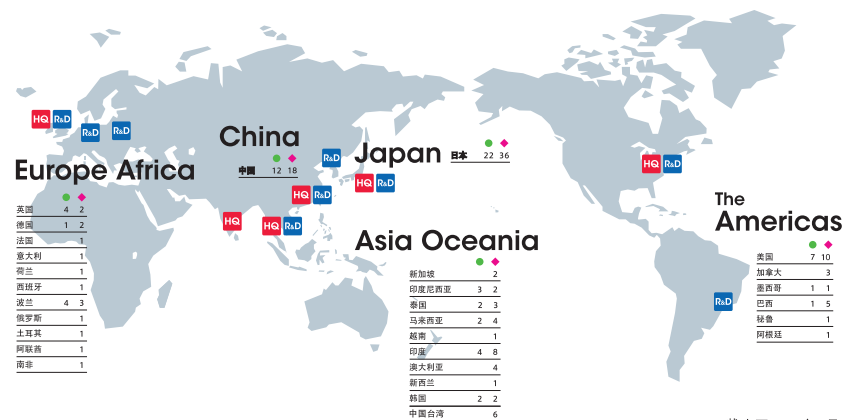 HQ R&D
R&D
R&D
Europe Africa
英国 4 2
德国 1 2
法国 1
意大利 1
荷兰 1
西班牙 1
波兰 4 3
俄罗斯 1
土耳其 1
阿联酋 1
南非 1
China
中国 12 18
R&D
HQ R&D
HQ
HQ R&D
Japan
日本 22 36
HQ R&D
Asia Oceania
新加坡 2
印度尼西亚 3 2
泰国 2 3
马来西亚 2 4
越南 1
印度 4 8
澳大利亚 4
新西兰 1
韩国 2 2
中国台湾 6
HQ R&D
The
Americas
美国 7 10
加拿大 3
墨西哥 1 1
巴西 1 5
秘鲁 1
阿根廷 1
R&D